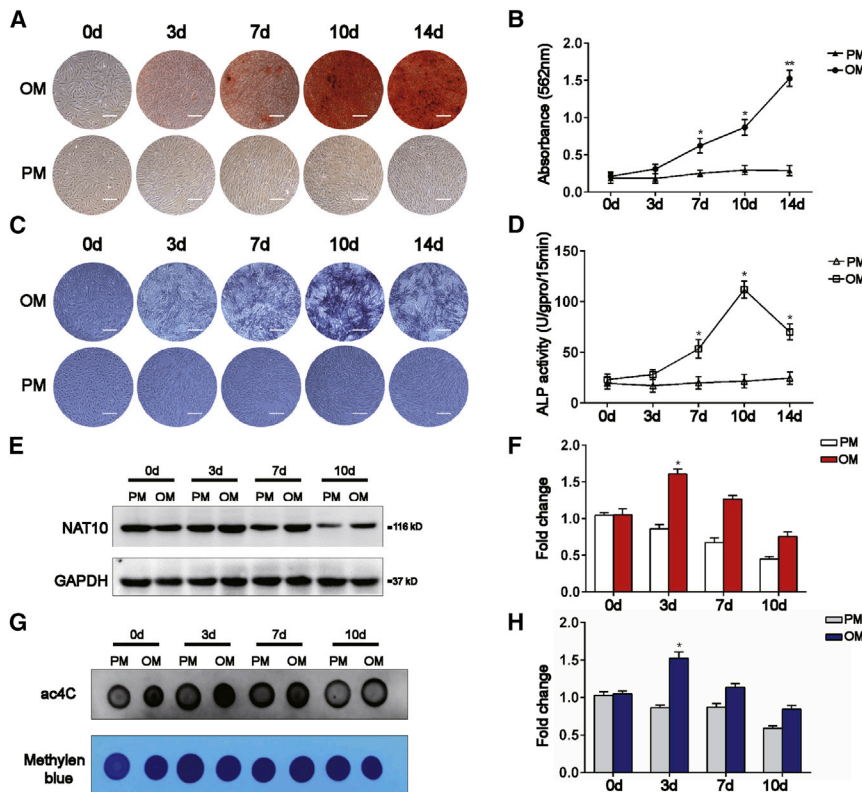 A
0d 3d 7d 10d 14d
OM
PM
B
Absorbance (562nm)
2.0
1.5
1.0
0.5
0.0
0d 3d 7d 10d 14d
* * **
PM
OM
C
0d 3d 7d 10d 14d
OM
PM
D
ALP activity (U/gpro/15min)
150
100
50
0
0d 3d 7d 10d 14d
* * *
PM
OM
E
0d 3d 7d 10d
PM OM PM OM PM OM PM OM
NAT10
116 kD
GAPDH
37 kD
F
Fold change
2.0
1.5
1.0
0.5
0.0
0d 3d 7d 10d
*
PM
OM
G
0d 3d 7d 10d
PM OM PM OM PM OM PM OM
ac4C
Methylen
blue
H
Fold change
2.0
1.5
1.0
0.5
0.0
0d 3d 7d 10d
*
PM
OM